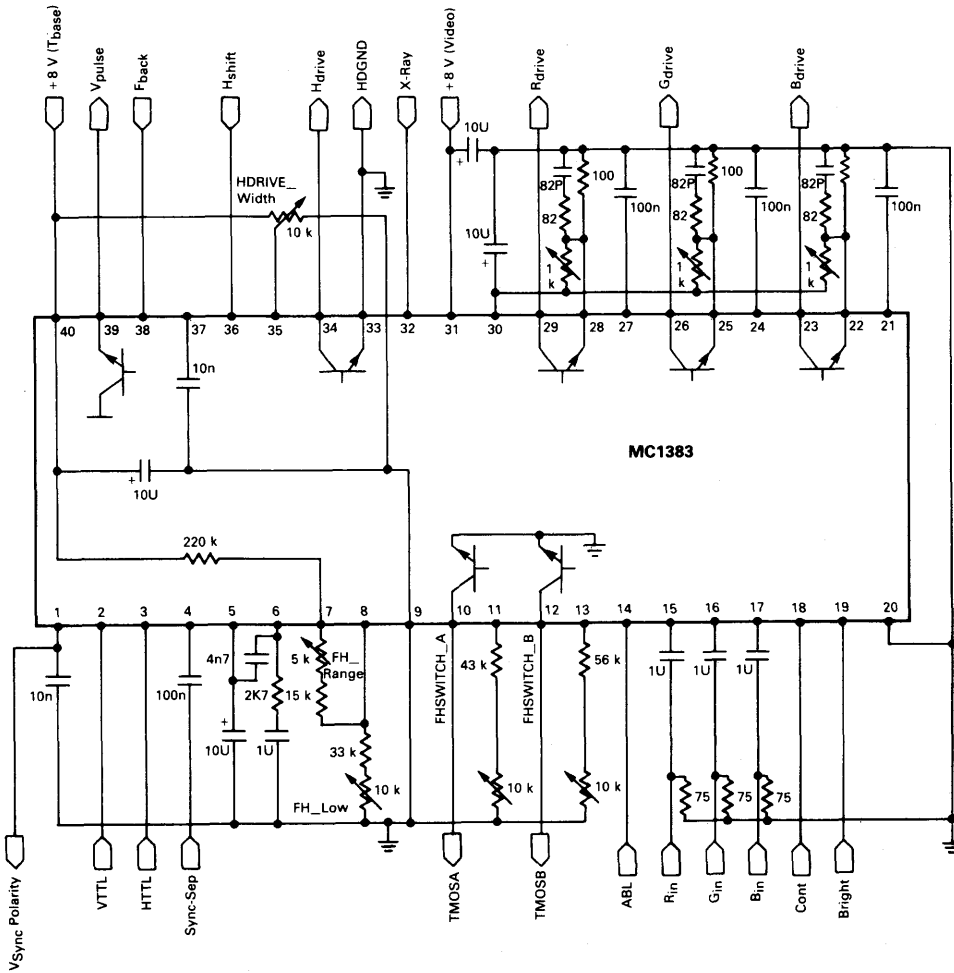 +8 V (Tbase)
Vpulse
Fback
Hshift
Hdrive
HDGND
X-Ray
+8 V (Video)
Rdrive
Gdrive
Bdrive
10U
+
HDRIVE_
Width
10 k
82P
100
82P
100
82P
82
100n
82
100n
82
100n
10U
+
1
k
1
k
1
k
40
39
38
37
36
35
34
33
32
31
30
29
28
27
26
25
24
23
22
21
10n
MC1383
+
10U
220 k
1
2
3
4
5
6
7
8
9
10
11
12
13
14
15
16
17
18
19
20
10n
100n
4n7
2K7
5 k
FH_
Range
15 k
FHSWITCH_A
43 k
FHSWITCH_B
56 k
1U
1U
1U
+
10U
1U
33 k
10 k
FH_Low
10 k
10 k
75
75
75
VSync Polarity
VTTL
HTTL
Sync-Sep
TMOSA
TMOSB
ABL
Rin
Gin
Bin
Cont
Bright